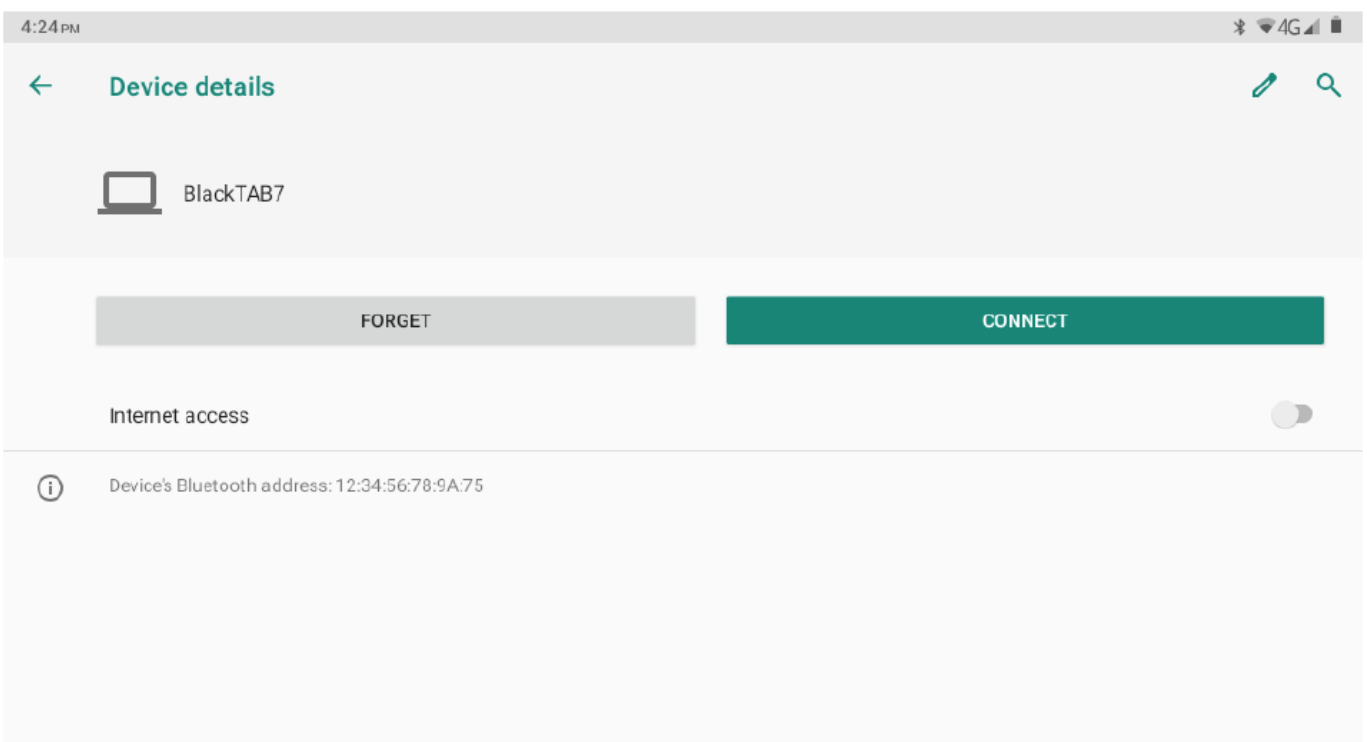 4:24 PM 4G
Device details
BlackTAB7
FORGET CONNECT
Internet access
Device's Bluetooth address: 12:34:56:78:9A:75